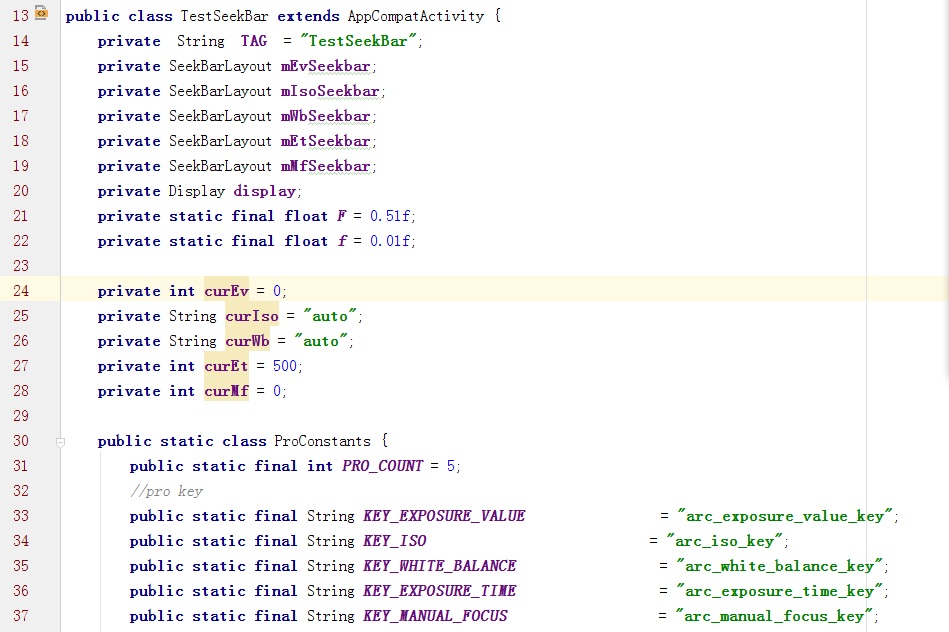 13 public class TestSeekBar extends AppCompatActivity {
14 private String TAG = "TestSeekBar";
15 private SeekBarLayout mEvSeekbar;
16 private SeekBarLayout mIsoSeekbar;
17 private SeekBarLayout mWbSeekbar;
18 private SeekBarLayout mEtSeekbar;
19 private SeekBarLayout mMfSeekbar;
20 private Display display;
21 private static final float F = 0.51f;
22 private static final float f = 0.01f;
23
24 private int curEv = 0;
25 private String curIso = "auto";
26 private String curWb = "auto";
27 private int curEt = 500;
28 private int curMf = 0;
29
30 public static class ProConstants {
31 public static final int PRO_COUNT = 5;
32 //pro key
33 public static final String KEY_EXPOSURE_VALUE = "arc_exposure_value_key";
34 public static final String KEY_ISO = "arc_iso_key";
35 public static final String KEY_WHITE_BALANCE = "arc_white_balance_key";
36 public static final String KEY_EXPOSURE_TIME = "arc_exposure_time_key";
37 public static final String KEY_MANUAL_FOCUS = "arc_manual_focus_key";